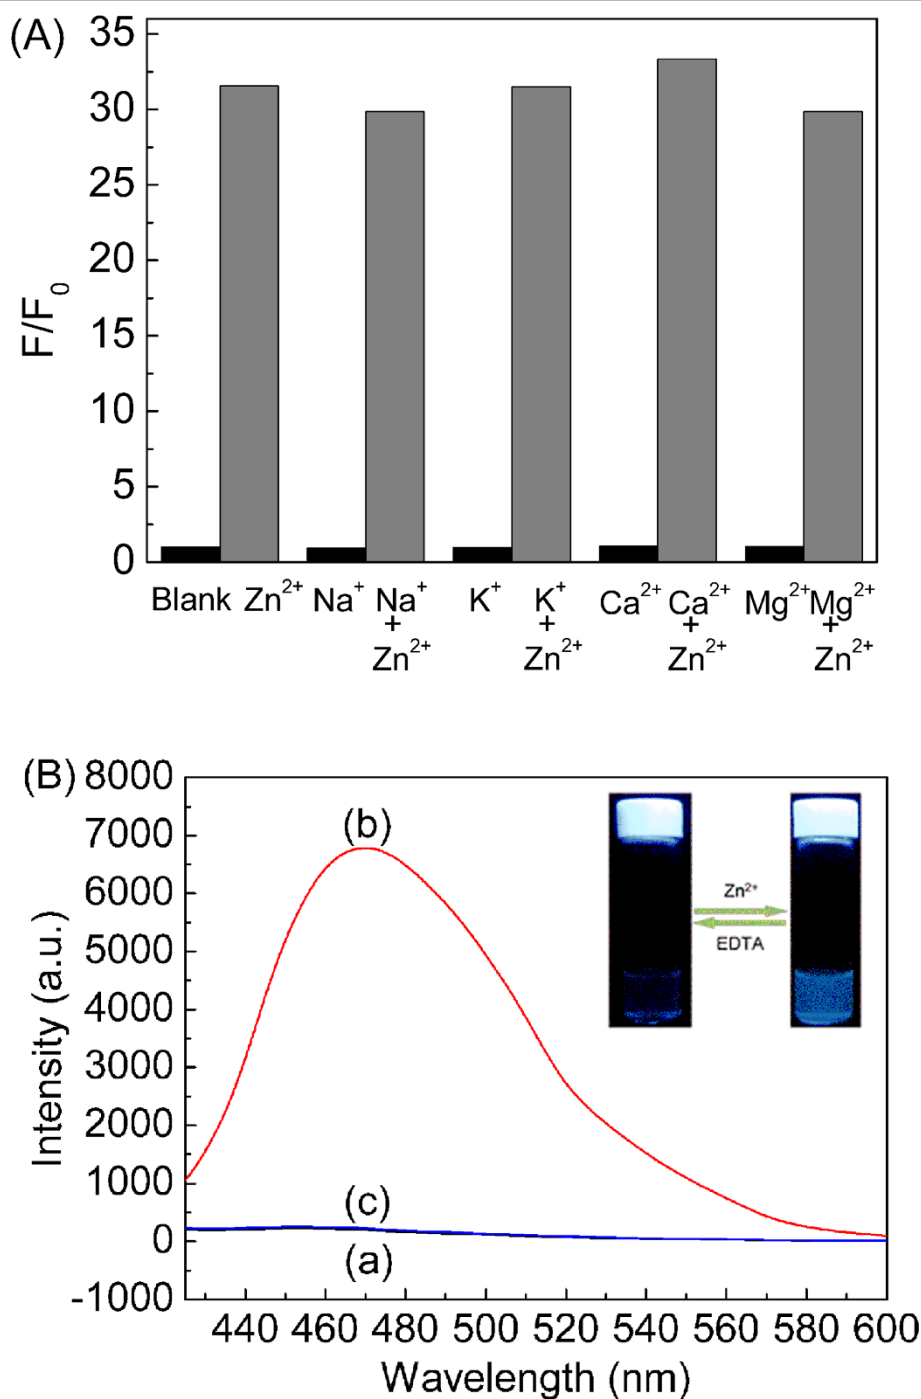 (A)
35
30
25
20
15
10
5
0
F/F₀
Blank Zn²⁺ Na⁺ Na⁺ K⁺ K⁺ Ca²⁺ Ca²⁺ Mg²⁺ Mg²⁺
+ + + +
Zn²⁺ Zn²⁺ Zn²⁺ Zn²⁺
(B)
8000
7000
6000
5000
4000
3000
2000
1000
0
-1000
Intensity (a.u.)
(b)
Zn²⁺
EDTA
(c)
(a)
440 460 480 500 520 540 560 580 600
Wavelength (nm)